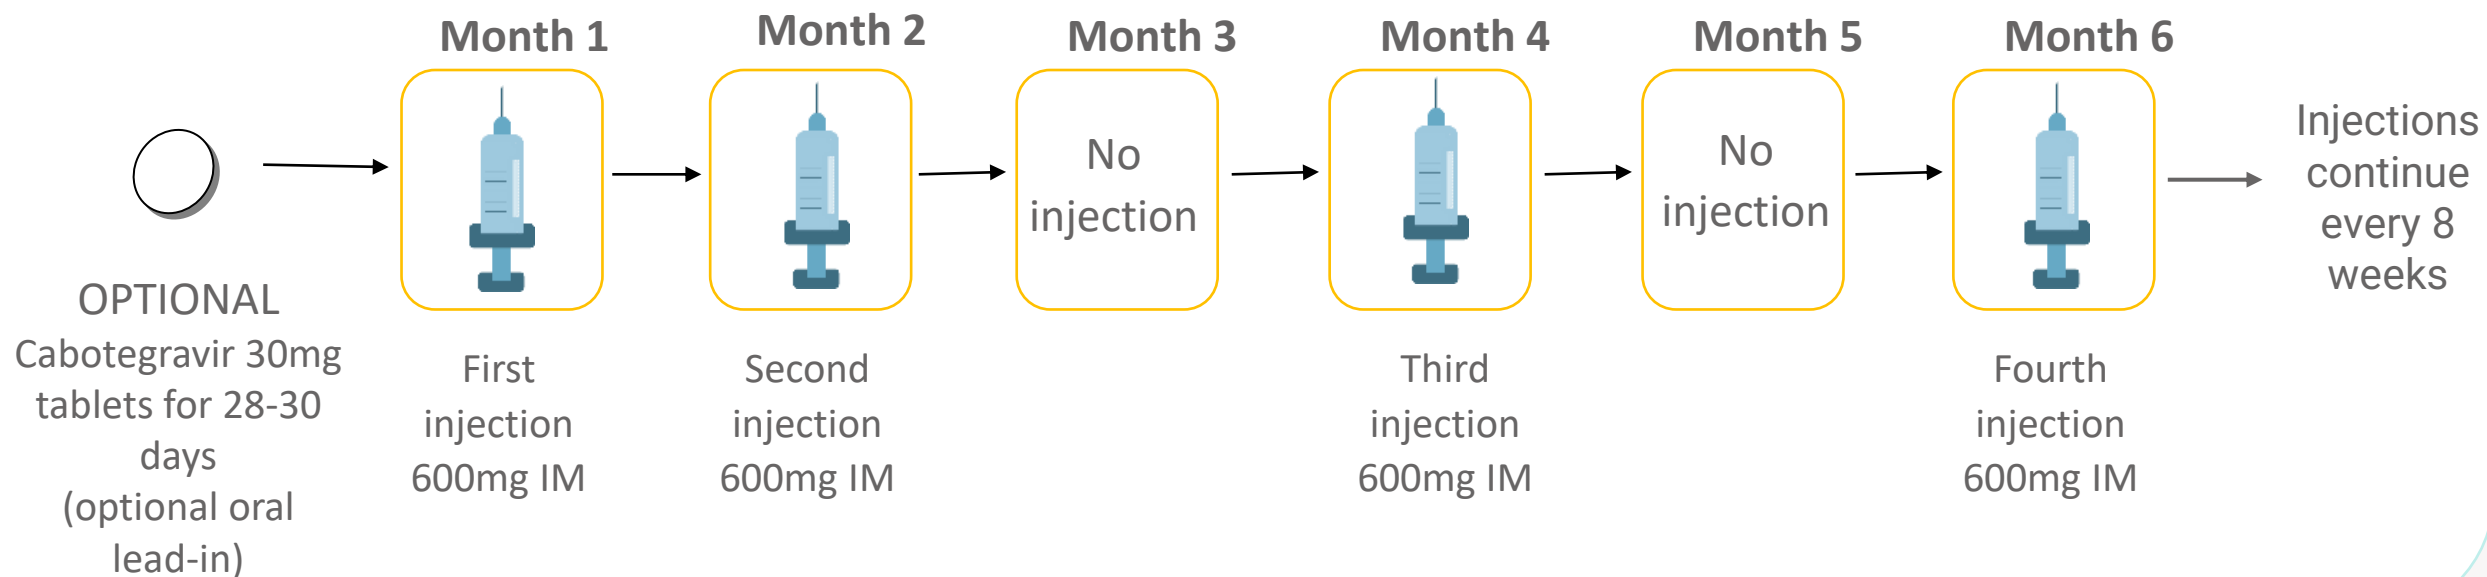 Month 1
Month 2
Month 3
Month 4
Month 5
Month 6
No
injection
No
injection
Injections
continue
every 8
weeks
OPTIONAL
Cabotegravir 30mg
tablets for 28-30
days
(optional oral
lead-in)
First
injection
600mg IM
Second
injection
600mg IM
Third
injection
600mg IM
Fourth
injection
600mg IM